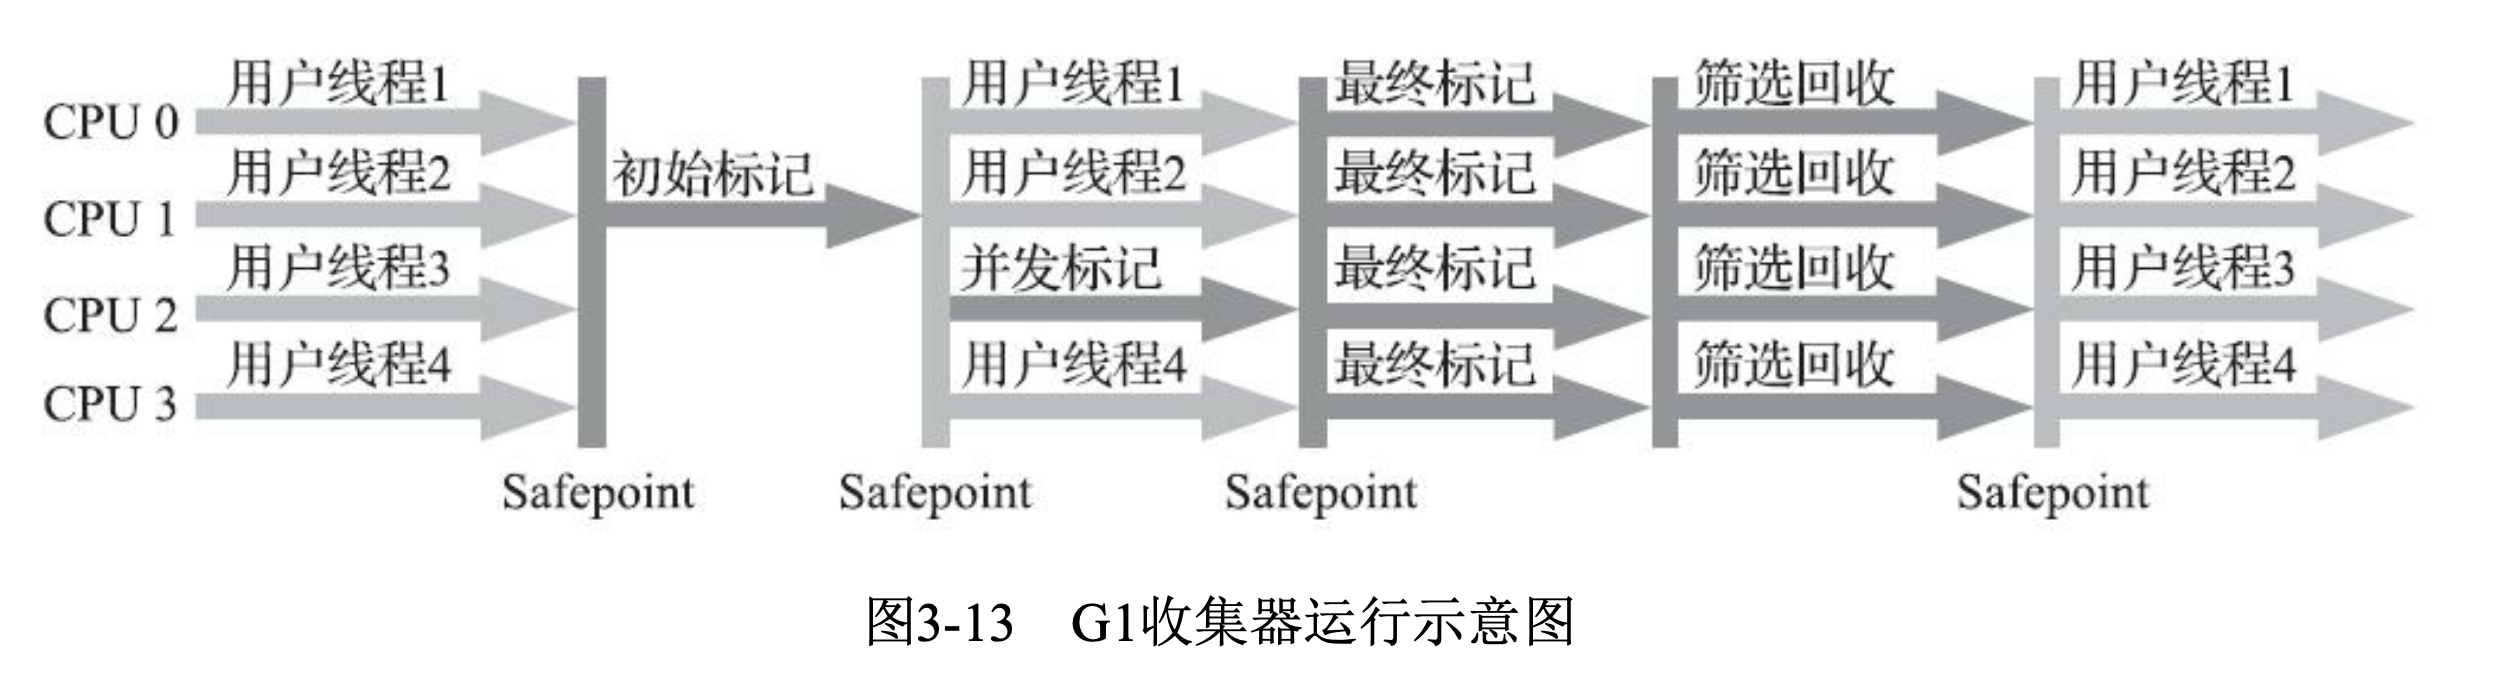 用户线程1 用户线程1 最终标记 筛选回收 用户线程1
CPU 0
用户线程2 初始标记 用户线程2 最终标记 筛选回收 用户线程2
CPU 1
用户线程3 并发标记 最终标记 筛选回收 用户线程3
CPU 2
用户线程4 用户线程4 最终标记 筛选回收 用户线程4
CPU 3
Safepoint Safepoint Safepoint Safepoint
图3-13 G1收集器运行示意图